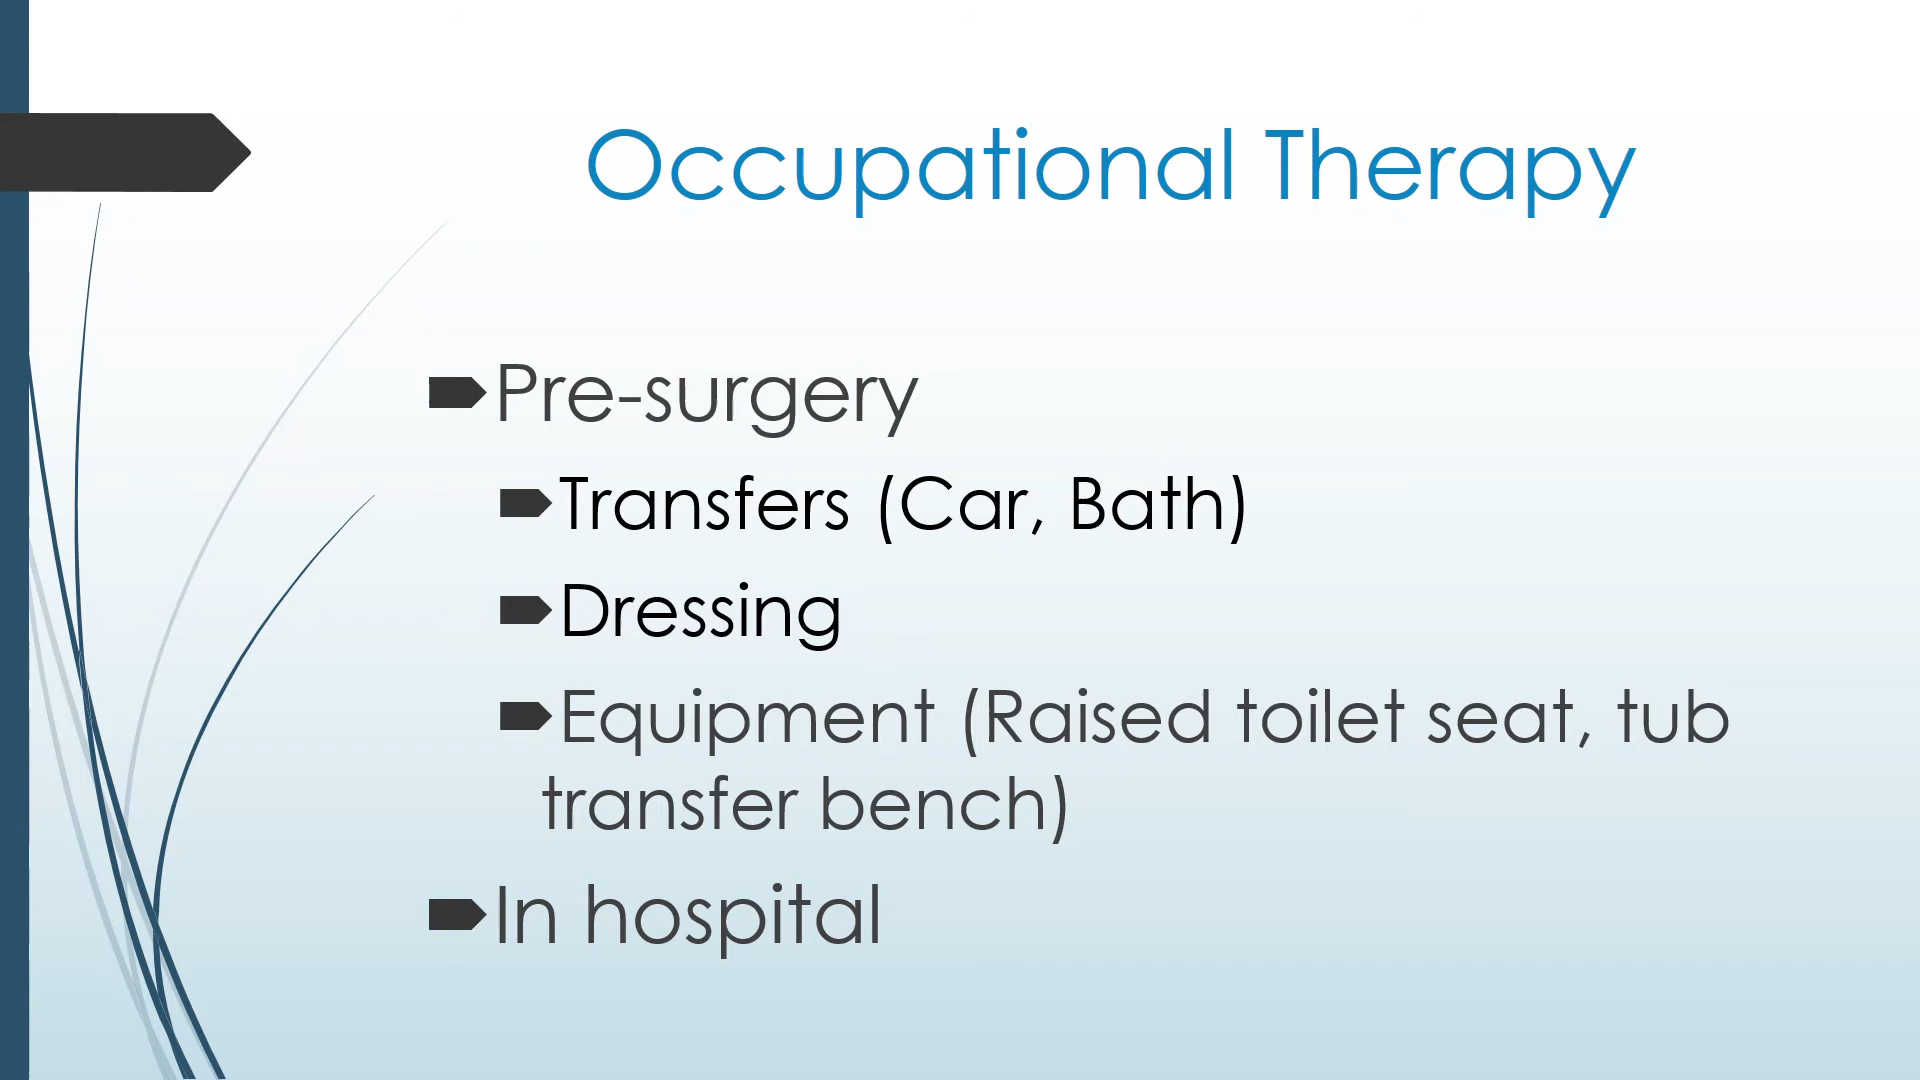 Occupational Therapy
Pre-surgery
Transfers (Car, Bath)
Dressing
Equipment (Raised toilet seat, tub
transfer bench)
In hospital